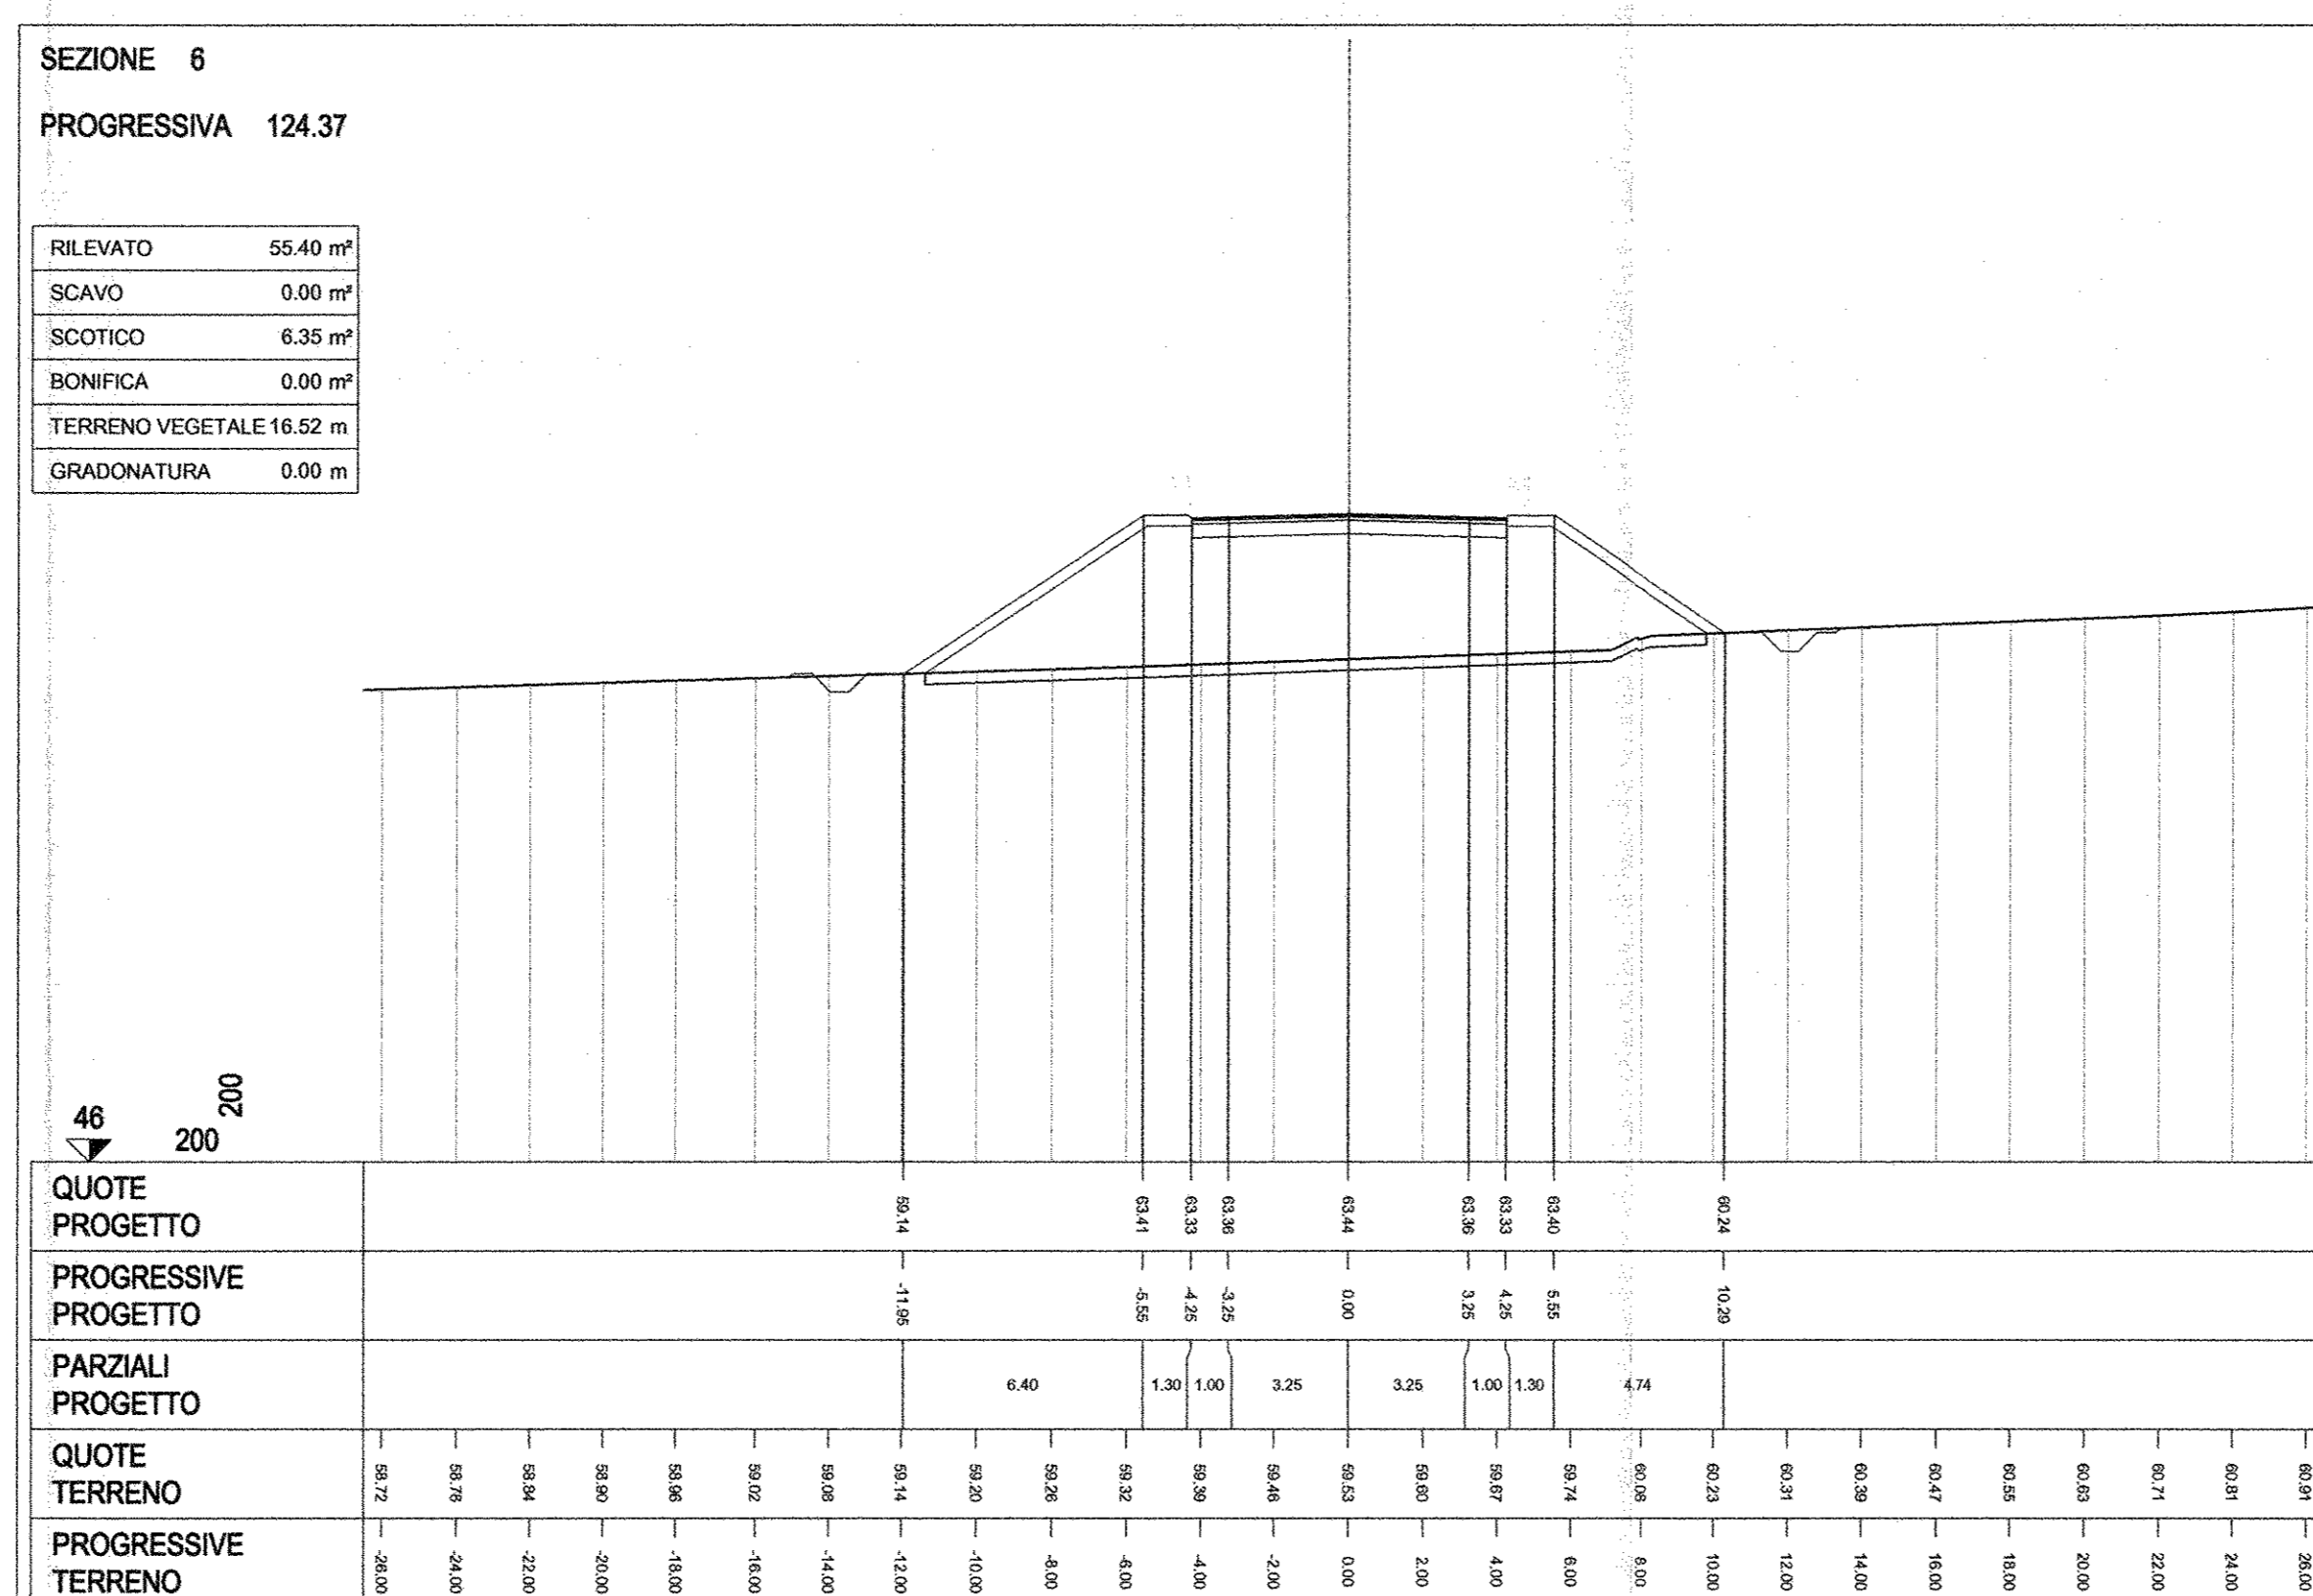 SEZIONE 6
PROGRESSIVA 124.37
RILEVATO 55.40 m²
SCAVO 0.00 m²
SCOTICO 6.35 m²
BONIFICA 0.00 m²
TERRENO VEGETALE 16.52 m
GRADONATURA 0.00 m
200
46
200
QUOTE
PROGETTO
59.14 63.41 63.33 63.36 63.44 63.36 63.33 63.40 60.24
PROGRESSIVE
PROGETTO
-11.95 -5.55 -4.25 -3.25 0.00 3.25 4.25 5.55 10.29
PARZIALI
PROGETTO
6.40 1.30 1.00 3.25 3.25 1.00 1.30 4.74
QUOTE
TERRENO
58.72 58.78 58.84 58.90 58.96 59.02 59.08 59.14 59.20 59.26 59.32 59.39 59.46 59.53 59.60 59.67 59.74 60.08 60.23 60.31 60.39 60.47 60.55 60.63 60.71 60.81 60.91
PROGRESSIVE
TERRENO
-26.00 -24.00 -22.00 -20.00 -18.00 -16.00 -14.00 -12.00 -10.00 -8.00 -6.00 -4.00 -2.00 0.00 2.00 4.00 6.00 8.00 10.00 12.00 14.00 16.00 18.00 20.00 22.00 24.00 26.00